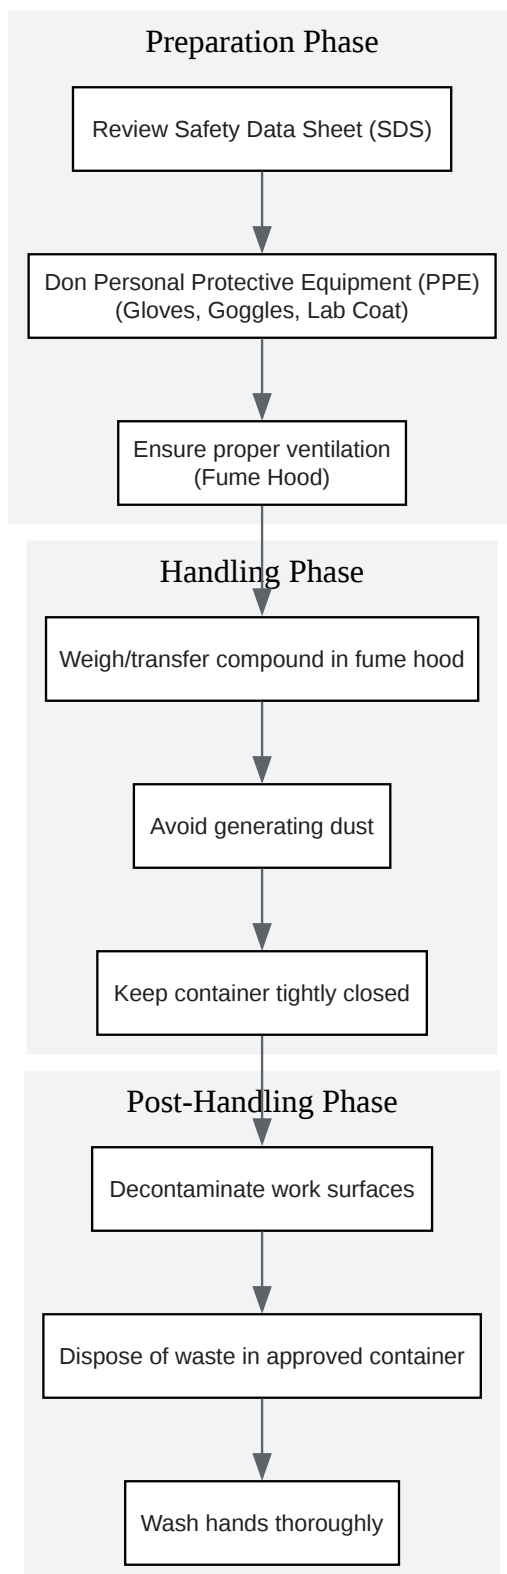 Preparation Phase
Review Safety Data Sheet (SDS)
Don Personal Protective Equipment (PPE)
(Gloves, Goggles, Lab Coat)
Ensure proper ventilation
(Fume Hood)
Handling Phase
Weigh/transfer compound in fume hood
Avoid generating dust
Keep container tightly closed
Post-Handling Phase
Decontaminate work surfaces
Dispose of waste in approved container
Wash hands thoroughly